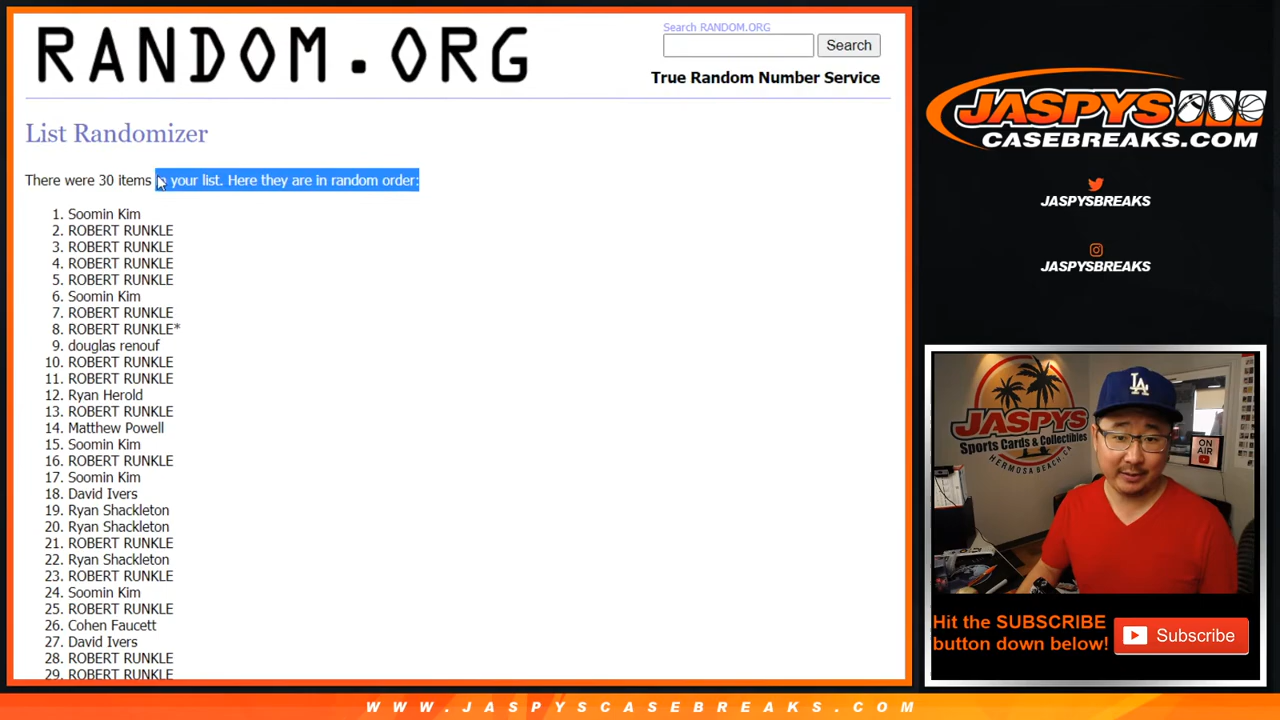 RANDOM.ORG
Search RANDOM.ORG
Search
True Random Number Service
List Randomizer
There were 30 items in your list. Here they are in random order:
1. Soomin Kim
2. ROBERT RUNKLE
3. ROBERT RUNKLE
4. ROBERT RUNKLE
5. ROBERT RUNKLE
6. Soomin Kim
7. ROBERT RUNKLE
8. ROBERT RUNKLE*
9. douglas renouf
10. ROBERT RUNKLE
11. ROBERT RUNKLE
12. Ryan Herold
13. ROBERT RUNKLE
14. Matthew Powell
15. Soomin Kim
16. ROBERT RUNKLE
17. Soomin Kim
18. David Ivers
19. Ryan Shackleton
20. Ryan Shackleton
21. ROBERT RUNKLE
22. Ryan Shackleton
23. ROBERT RUNKLE
24. Soomin Kim
25. ROBERT RUNKLE
26. Cohen Faucett
27. David Ivers
28. ROBERT RUNKLE
29. ROBERT RUNKLE
JASPYS
CASEBREAKS.COM
JASPYSBREAKS
JASPYSBREAKS
JASPYS
Sports Cards & Collectibles
HERMOSA BEACH, CA
LA
ON
AIR
Hit the SUBSCRIBE
button down below!
Subscribe
WWW.JASPYSCASEBREAKS.COM